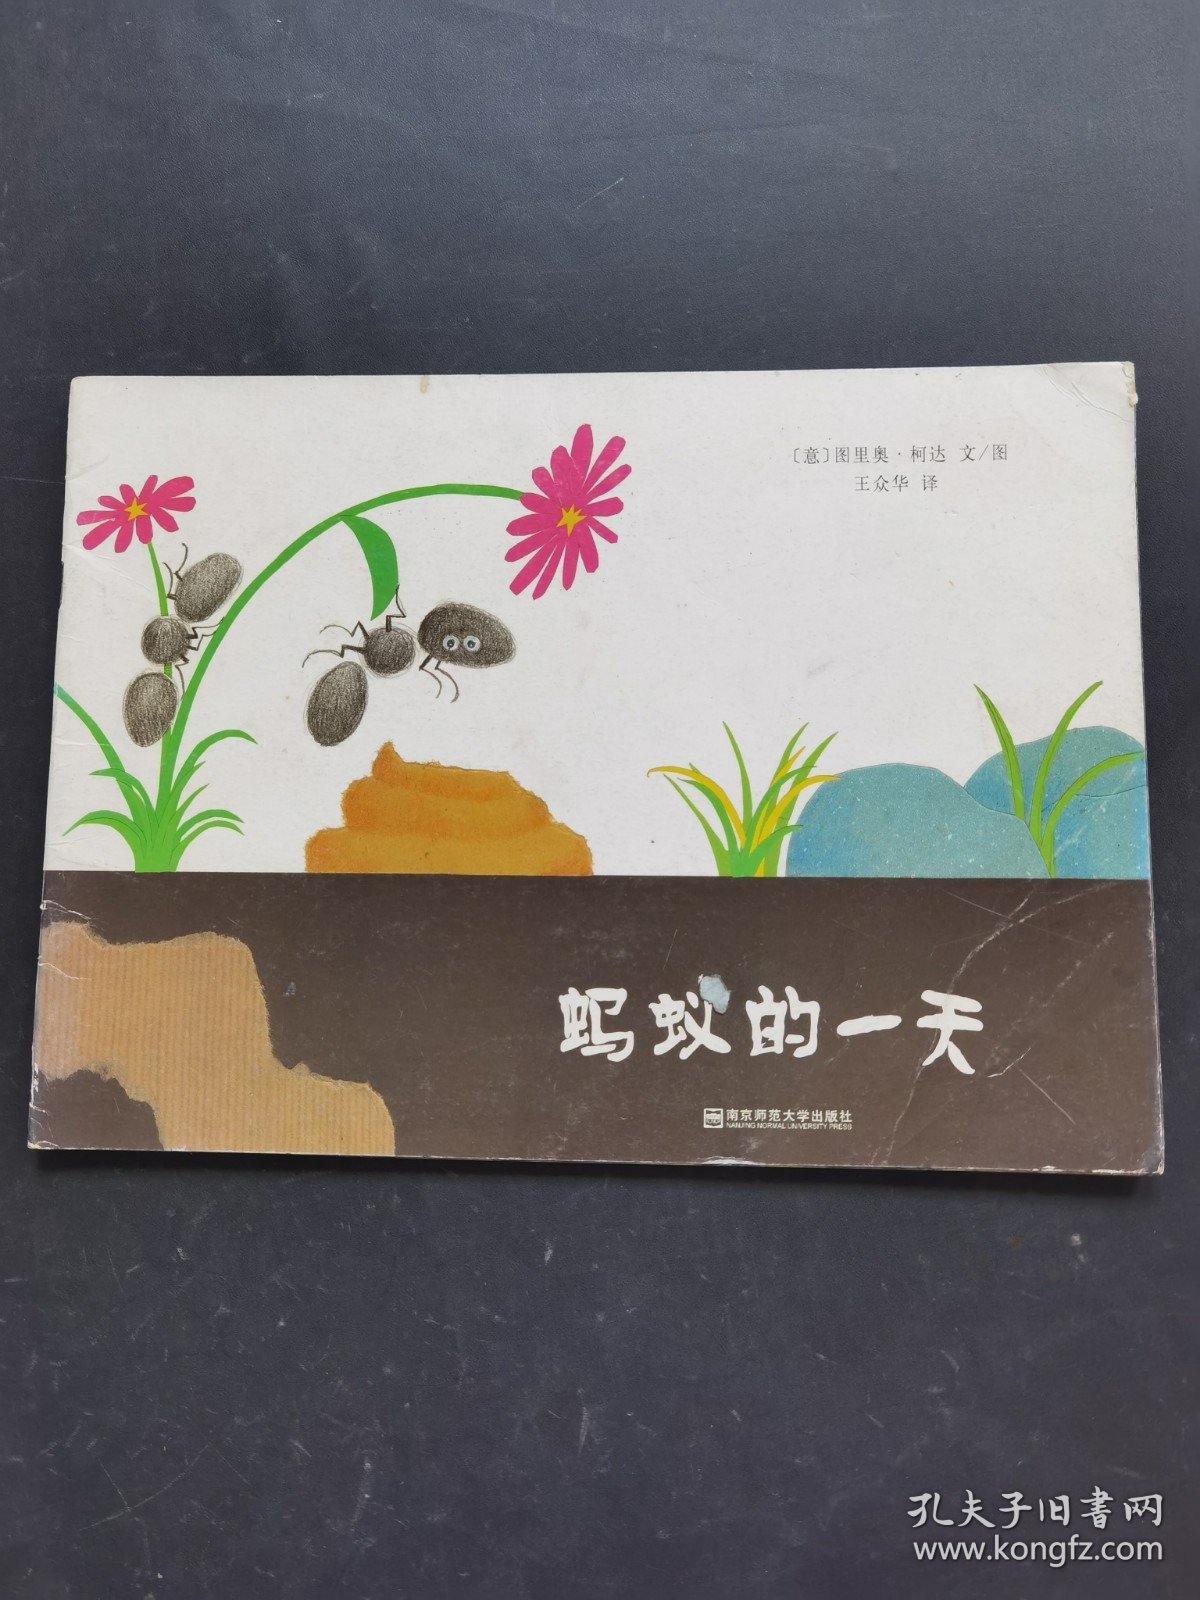 〔意〕图里奥·柯达 文/图
王众华 译
蚂蚁的一天
南京师范大学出版社
NANJING NORMAL UNIVERSITY PRESS
孔夫子旧書网
www.kongfz.com